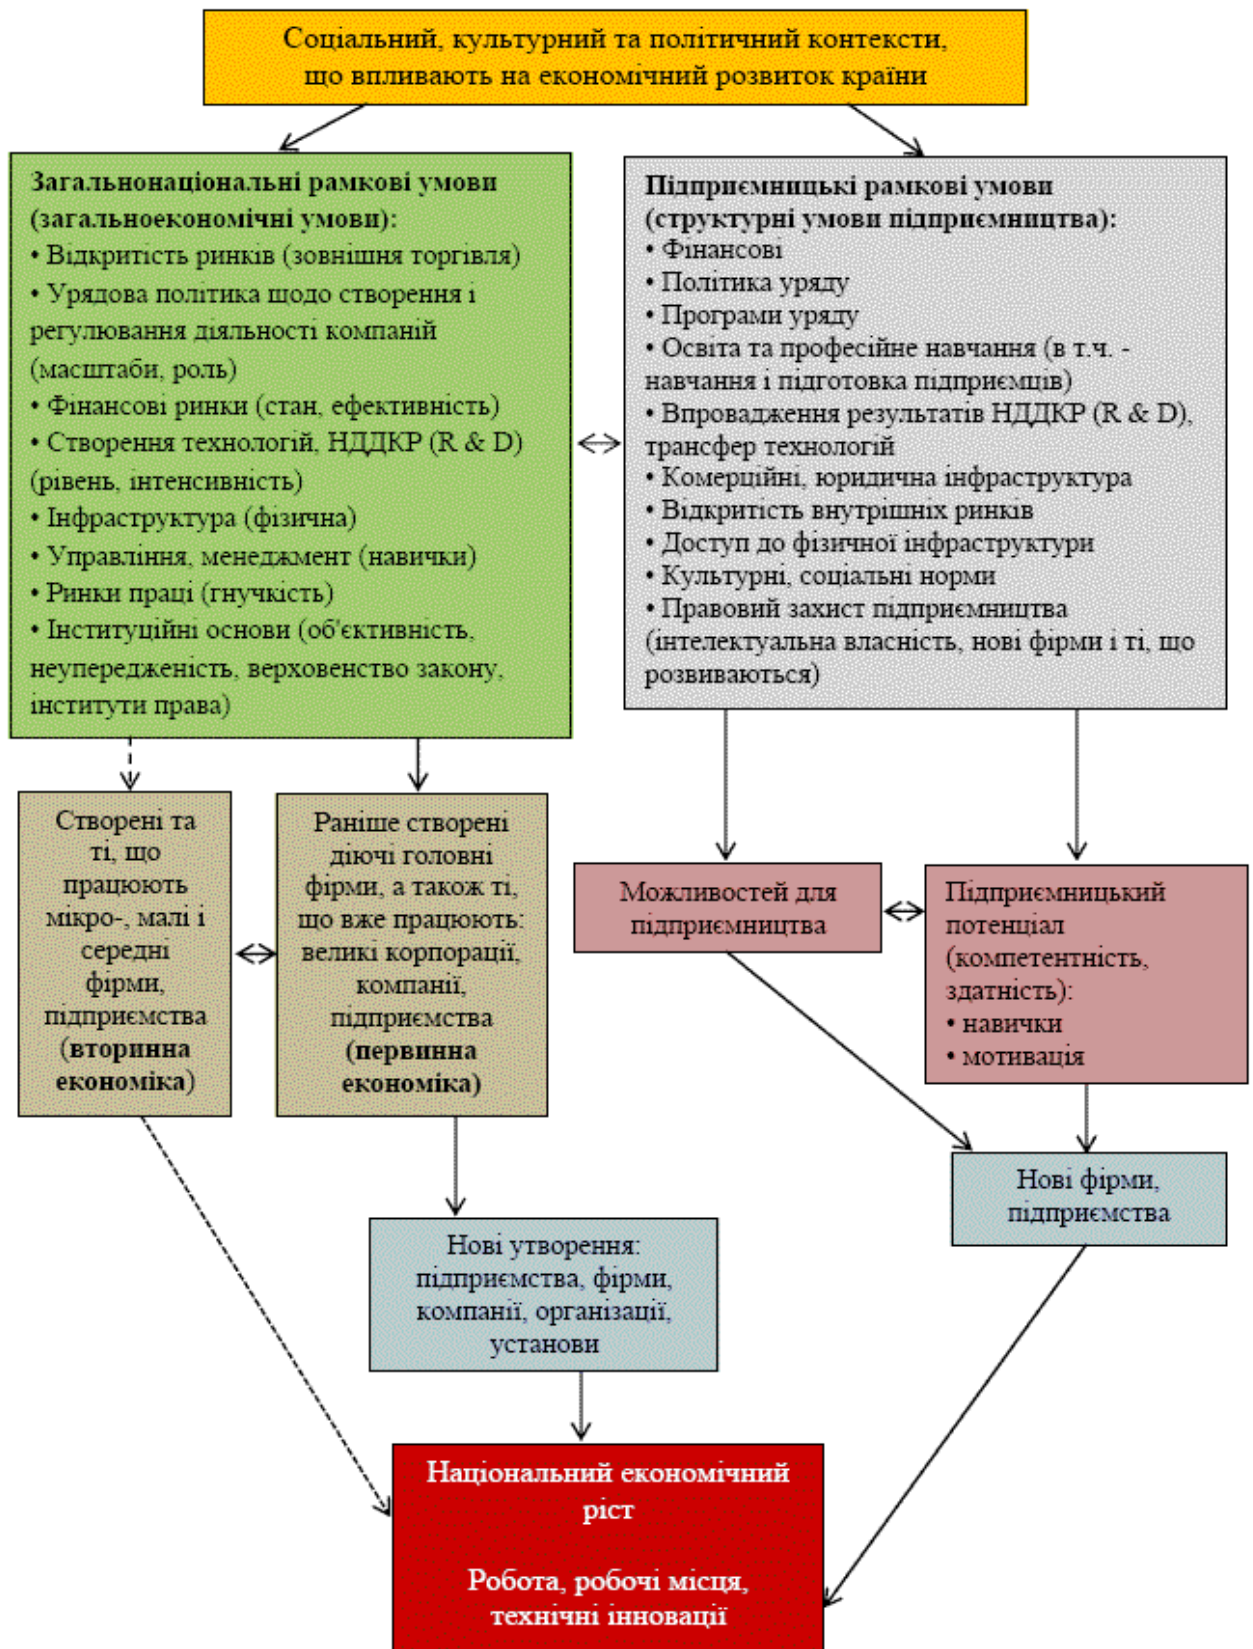 Соціальний, культурний та політичний контексти,
що впливають на економічний розвиток країни
Загальнонаціональні рамкові умови
(загальноекономічні умови):
• Відкритість ринків (зовнішня торгівля)
• Урядова політика щодо створення і
регулювання діяльності компаній
(масштаби, роль)
• Фінансові ринки (стан, ефективність)
• Створення технологій, НДДКР (R & D)
(рівень, інтенсивність)
• Інфраструктура (фізична)
• Управління, менеджмент (навички)
• Ринки праці (гнучкість)
• Інституційні основи (об'єктивність,
неупередженість, верховенство закону,
інститути права)
Підприємницькі рамкові умови
(структурні умови підприємництва):
• Фінансові
• Політика уряду
• Програми уряду
• Освіта та професійне навчання (в т.ч. -
навчання і підготовка підприємців)
• Впровадження результатів НДДКР (R & D),
трансфер технологій
• Комерційні, юридична інфраструктура
• Відкритість внутрішніх ринків
• Доступ до фізичної інфраструктури
• Культурні, соціальні норми
• Правовий захист підприємництва
(інтелектуальна власність, нові фірми і ті, що
розвиваються)
Створені та
ті, що
працюють
мікро-, малі і
середні
фірми,
підприємства
(вторинна
економіка)
Раніше створені
діючі головні
фірми, а також ті,
що вже працюють:
великі корпорації,
компанії,
підприємства
(первинна
економіка)
Можливостей для
підприємництва
Підприємницький
потенціал
(компетентність,
здатність):
• навички
• мотивація
Нові фірми,
підприємства
Нові утворення:
підприємства, фірми,
компанії, організації,
установи
Національний економічний
ріст
Робота, робочі місця,
технічні інновації